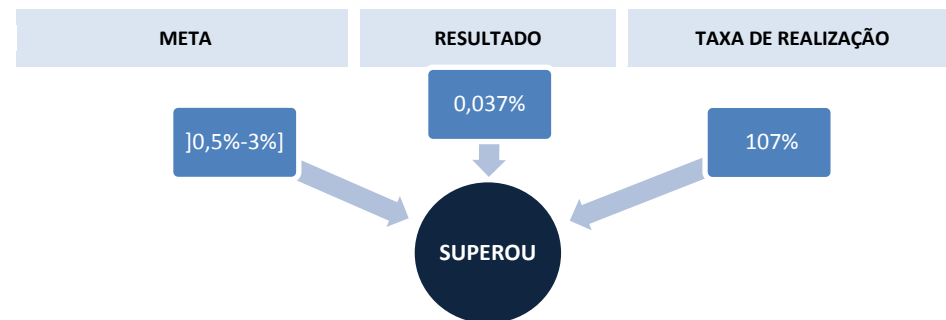 META
RESULTADO
TAXA DE REALIZAÇÃO
0,037%
]0,5%-3%]
107%
SUPEROU